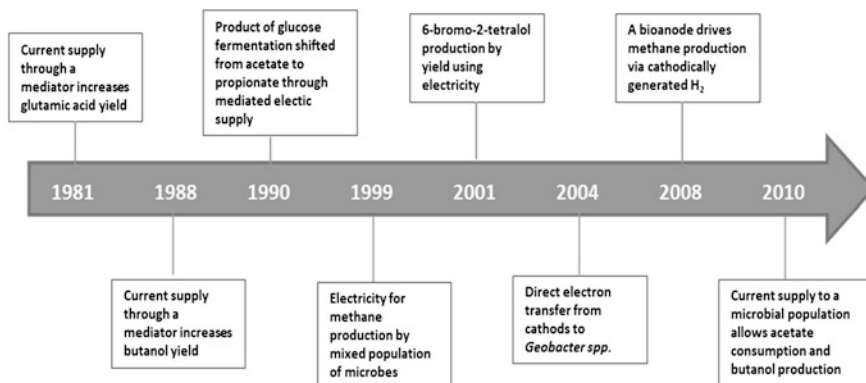 Current supply
through a
mediator increases
glutamic acid yield
Product of glucose
fermentation shifted
from acetate to
propionate through
mediated electic
supply
6-bromo-2-tetralol
production by
yield using
electricity
A bioanode drives
methane production
via cathodically
generated H₂
1981 1988 1990 1999 2001 2004 2008 2010
Current supply
through a
mediator increases
butanol yield
Electricity for
methane
production by
mixed population
of microbes
Direct electron
transfer from
cathods to
Geobacter spp.
Current supply to a
microbial population
allows acetate
consumption and
butanol production